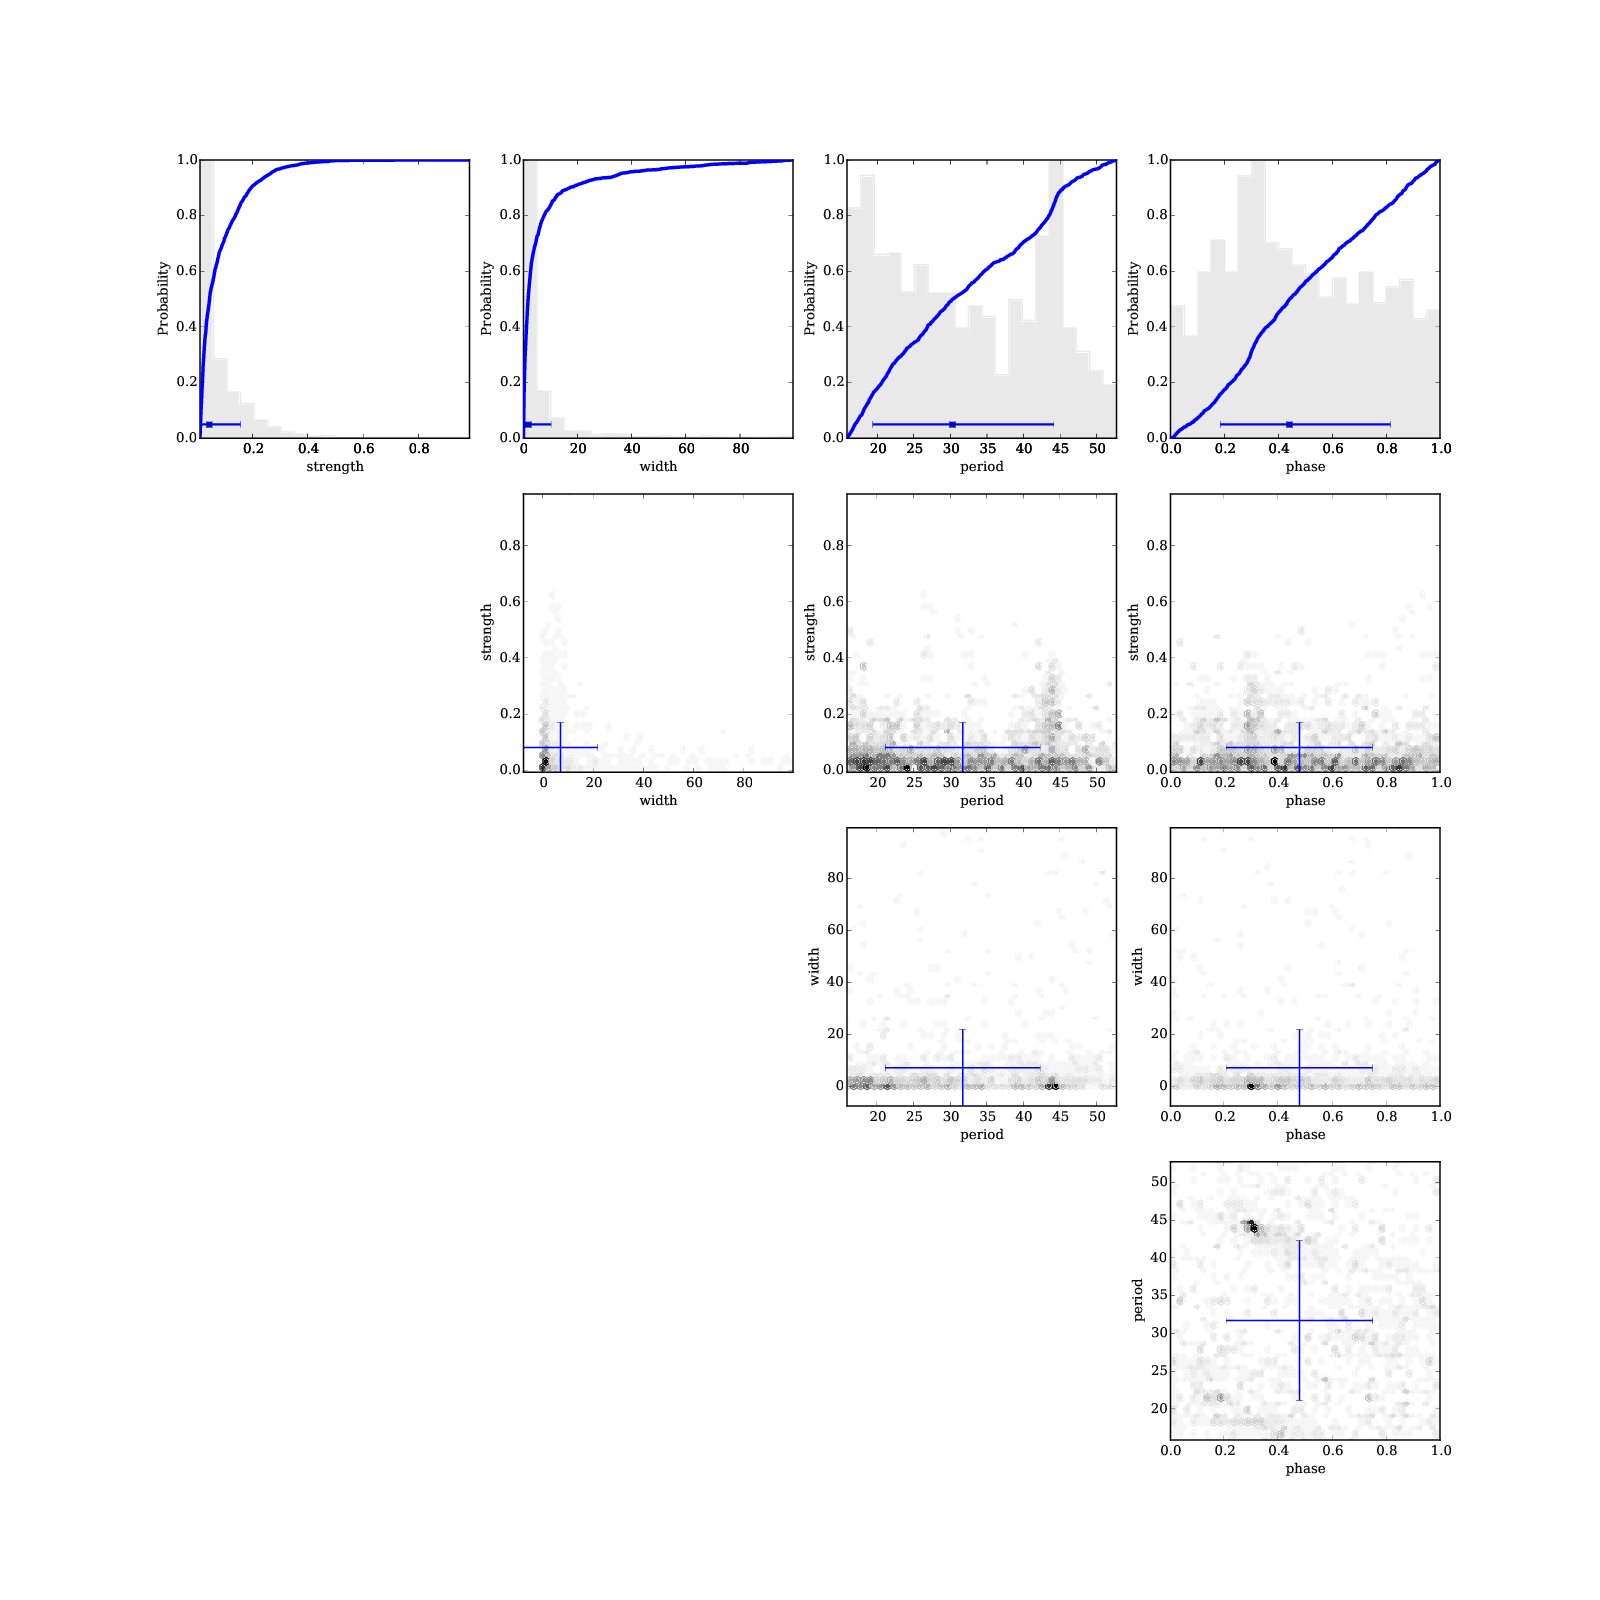 1.0 0.8 0.6 0.4 0.2 0.0 Probability
0.2 0.4 0.6 0.8
strength
1.0 0.8 0.6 0.4 0.2 0.0 Probability
0 20 40 60 80
width
1.0 0.8 0.6 0.4 0.2 0.0 Probability
20 25 30 35 40 45 50
period
1.0 0.8 0.6 0.4 0.2 0.0 Probability
0.0 0.2 0.4 0.6 0.8 1.0
phase
0.8 0.6 0.4 0.2 0.0 strength
0 20 40 60 80
width
0.8 0.6 0.4 0.2 0.0 strength
20 25 30 35 40 45 50
period
0.8 0.6 0.4 0.2 0.0 strength
0.0 0.2 0.4 0.6 0.8 1.0
phase
80 60 40 20 0 width
20 25 30 35 40 45 50
period
80 60 40 20 0 width
0.0 0.2 0.4 0.6 0.8 1.0
phase
50 45 40 35 30 25 20 period
0.0 0.2 0.4 0.6 0.8 1.0
phase